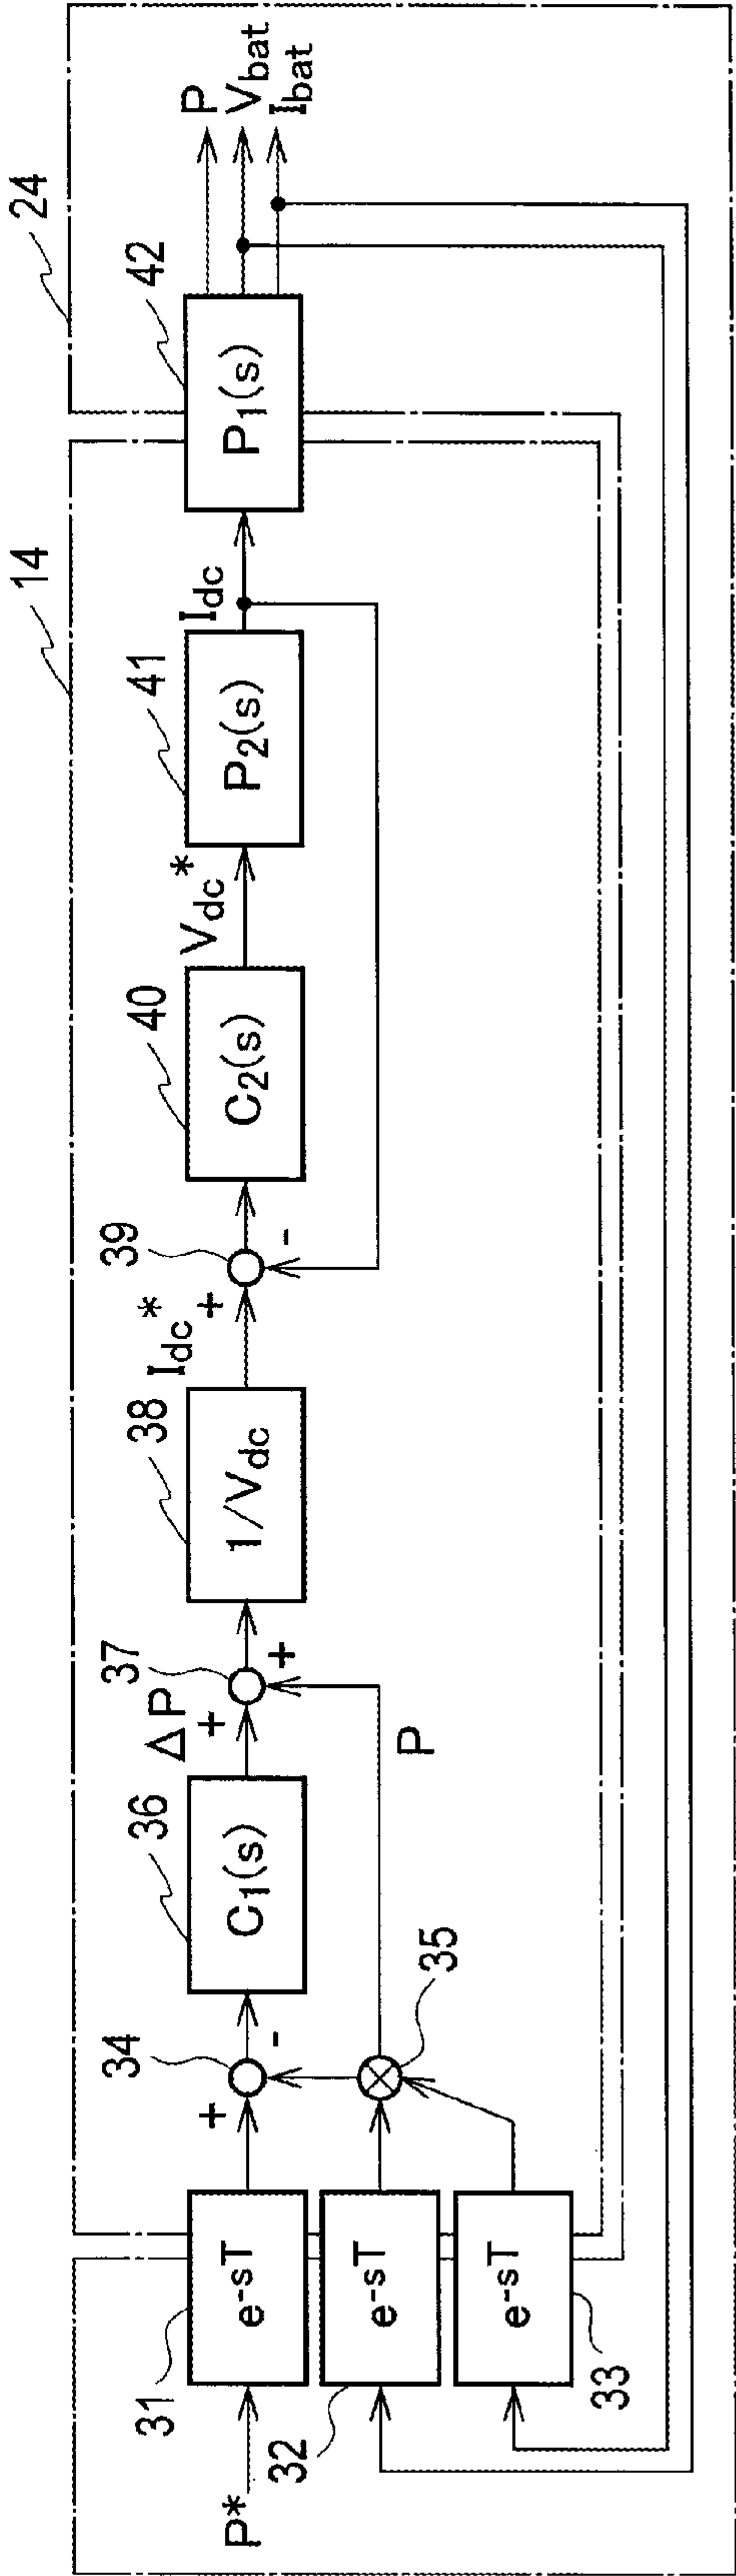 14
24
P*
31
e-sT
32
e-sT
33
e-sT
+
34
-
35
36
C1(s)
ΔP
+
37
+
P
38
1/Vdc
Idc*
+
39
-
40
C2(s)
Vdc*
41
P2(s)
Idc
42
P1(s)
P
Vbat
Ibat